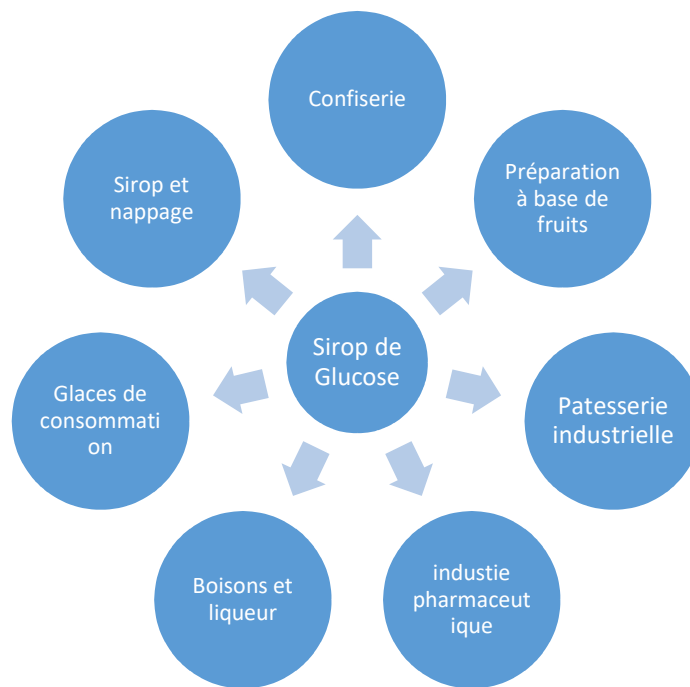 Confiserie
Préparation
à base de
fruits
Patesserie
industrielle
industie
pharmaceut
ique
Boisons et
liqueur
Glaces de
consommati
on
Sirop et
nappage
Sirop de
Glucose